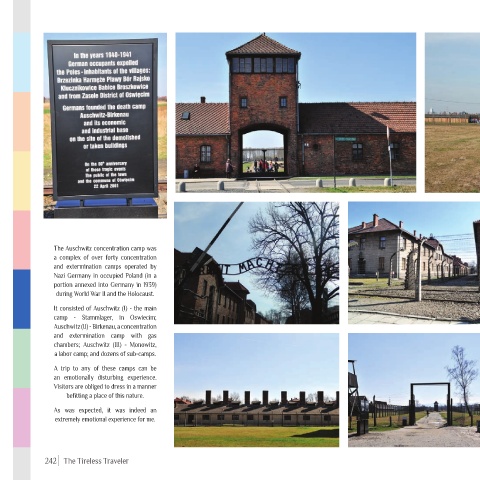 In the years 1940-1941
German occupants expelled
the Poles - inhabitants of the villages:
Brzezinka Harmęże Pławy Bór Rajsko
Klucznikowice Babice Broszkowice
and from Zasole District of Oświęcim
Germans founded the death camp
Auschwitz-Birkenau
and its economic
and industrial base
on the site of the demolished
or taken buildings
On the 60th anniversary
of these tragic events
the public of the town
and the commune of Oświęcim
22 April 2001
ARBEIT MACHT FREI
The Auschwitz concentration camp was
a complex of over forty concentration
and extermination camps operated by
Nazi Germany in occupied Poland (in a
portion annexed into Germany in 1939)
during World War II and the Holocaust.
It consisted of Auschwitz (I) - the main
camp - Stammlager, in Oswiecim;
Auschwitz (II) - Birkenau, a concentration
and extermination camp with gas
chambers; Auschwitz (III) - Monowitz,
a labor camp; and dozens of sub-camps.
A trip to any of these camps can be
an emotionally disturbing experience.
Visitors are obliged to dress in a manner
befitting a place of this nature.
As was expected, it was indeed an
extremely emotional experience for me.
242 | The Tireless Traveler